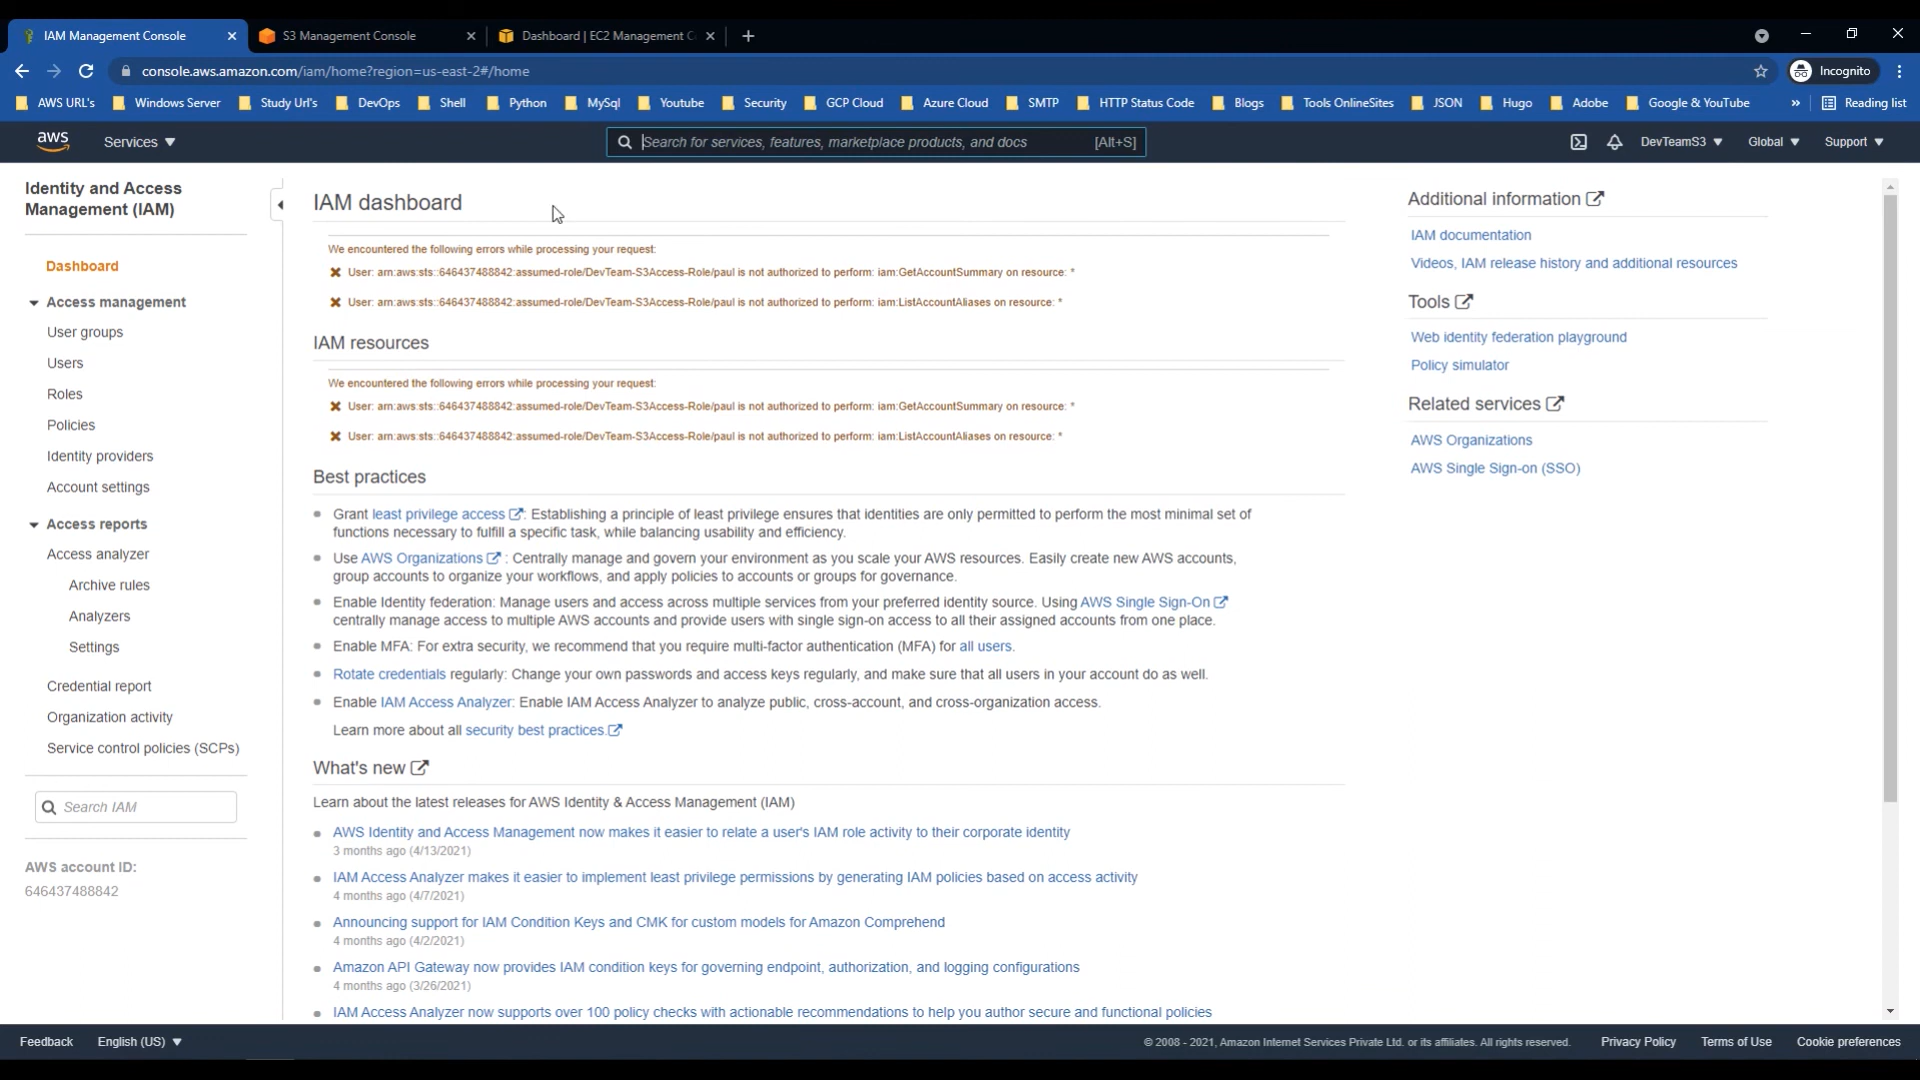 IAM Management Console
S3 Management Console
Dashboard | EC2 Management C
console.aws.amazon.com/iam/home?region=us-east-2#/home
Incognito
AWS URL's
Windows Server
Study Url's
DevOps
Shell
Python
MySql
Youtube
Security
GCP Cloud
Azure Cloud
SMTP
HTTP Status Code
Blogs
Tools OnlineSites
JSON
Hugo
Adobe
Google & YouTube
»
Reading list
aws
Services
Search for services, features, marketplace products, and docs
[Alt+S]
DevTeamS3
Global
Support
Identity and Access
Management (IAM)
Dashboard
Access management
User groups
Users
Roles
Policies
Identity providers
Account settings
Access reports
Access analyzer
Archive rules
Analyzers
Settings
Credential report
Organization activity
Service control policies (SCPs)
Search IAM
AWS account ID:
646437488842
IAM dashboard
We encountered the following errors while processing your request:
User: arn:aws:sts::646437488842:assumed-role/DevTeam-S3Access-Role/paul is not authorized to perform: iam:GetAccountSummary on resource: *
User: arn:aws:sts::646437488842:assumed-role/DevTeam-S3Access-Role/paul is not authorized to perform: iam:ListAccountAliases on resource: *
IAM resources
We encountered the following errors while processing your request:
User: arn:aws:sts::646437488842:assumed-role/DevTeam-S3Access-Role/paul is not authorized to perform: iam:GetAccountSummary on resource: *
User: arn:aws:sts::646437488842:assumed-role/DevTeam-S3Access-Role/paul is not authorized to perform: iam:ListAccountAliases on resource: *
Best practices
Grant least privilege access : Establishing a principle of least privilege ensures that identities are only permitted to perform the most minimal set of
functions necessary to fulfill a specific task, while balancing usability and efficiency.
Use AWS Organizations : Centrally manage and govern your environment as you scale your AWS resources. Easily create new AWS accounts,
group accounts to organize your workflows, and apply policies to accounts or groups for governance.
Enable Identity federation: Manage users and access across multiple services from your preferred identity source. Using AWS Single Sign-On
centrally manage access to multiple AWS accounts and provide users with single sign-on access to all their assigned accounts from one place.
Enable MFA: For extra security, we recommend that you require multi-factor authentication (MFA) for all users.
Rotate credentials regularly: Change your own passwords and access keys regularly, and make sure that all users in your account do as well.
Enable IAM Access Analyzer: Enable IAM Access Analyzer to analyze public, cross-account, and cross-organization access.
Learn more about all security best practices.
What's new
Learn about the latest releases for AWS Identity & Access Management (IAM)
AWS Identity and Access Management now makes it easier to relate a user's IAM role activity to their corporate identity
3 months ago (4/13/2021)
IAM Access Analyzer makes it easier to implement least privilege permissions by generating IAM policies based on access activity
4 months ago (4/7/2021)
Announcing support for IAM Condition Keys and CMK for custom models for Amazon Comprehend
4 months ago (4/2/2021)
Amazon API Gateway now provides IAM condition keys for governing endpoint, authorization, and logging configurations
4 months ago (3/26/2021)
IAM Access Analyzer now supports over 100 policy checks with actionable recommendations to help you author secure and functional policies
Additional information
IAM documentation
Videos, IAM release history and additional resources
Tools
Web identity federation playground
Policy simulator
Related services
AWS Organizations
AWS Single Sign-on (SSO)
Feedback
English (US)
© 2008 - 2021, Amazon Internet Services Private Ltd. or its affiliates. All rights reserved.
Privacy Policy
Terms of Use
Cookie preferences